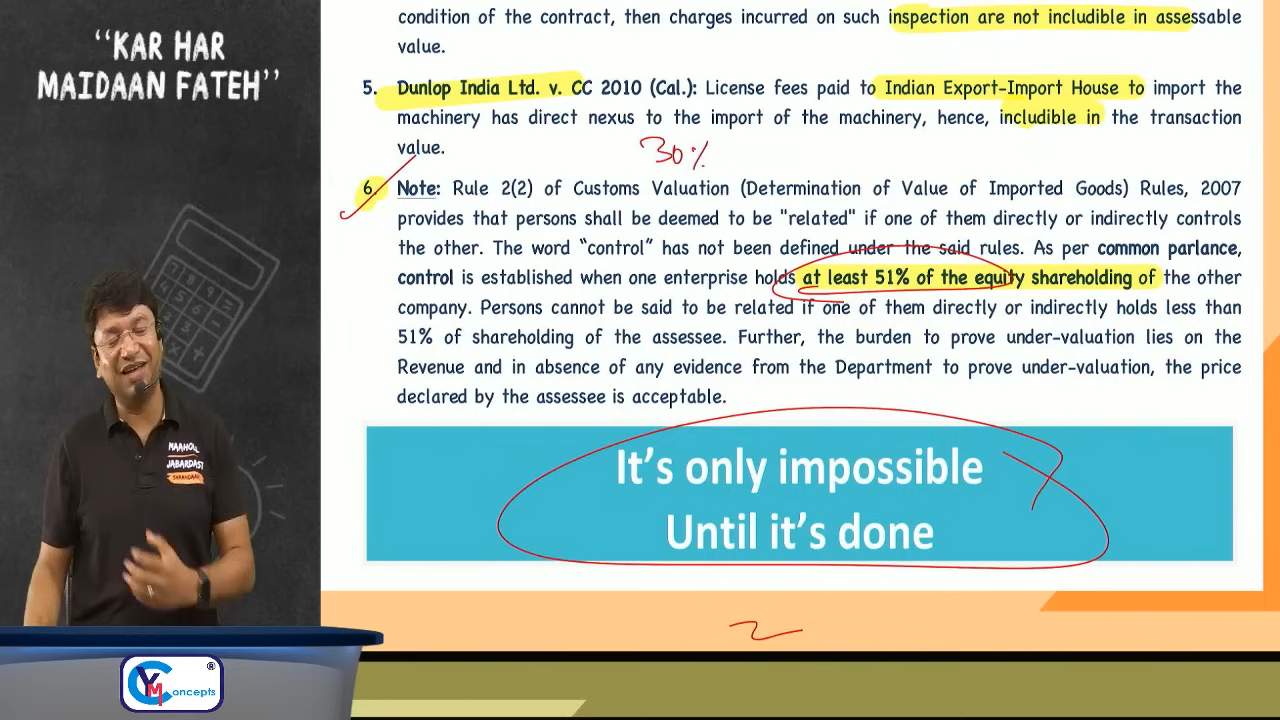 “KAR HAR
MAIDAAN FATEH”
condition of the contract, then charges incurred on such inspection are not includible in assessable
value.
5. Dunlop India Ltd. v. CC 2010 (Cal.): License fees paid to Indian Export-Import House to import the
machinery has direct nexus to the import of the machinery, hence, includible in the transaction
value.
30%
6. Note: Rule 2(2) of Customs Valuation (Determination of Value of Imported Goods) Rules, 2007
provides that persons shall be deemed to be "related" if one of them directly or indirectly controls
the other. The word “control” has not been defined under the said rules. As per common parlance,
control is established when one enterprise holds at least 51% of the equity shareholding of the other
company. Persons cannot be said to be related if one of them directly or indirectly holds less than
51% of shareholding of the assessee. Further, the burden to prove under-valuation lies on the
Revenue and in absence of any evidence from the Department to prove under-valuation, the price
declared by the assessee is acceptable.
It’s only impossible
Until it’s done
MAAHOUL
JABARDAST
SHANDAAR
7 8 9
YMConcepts
®